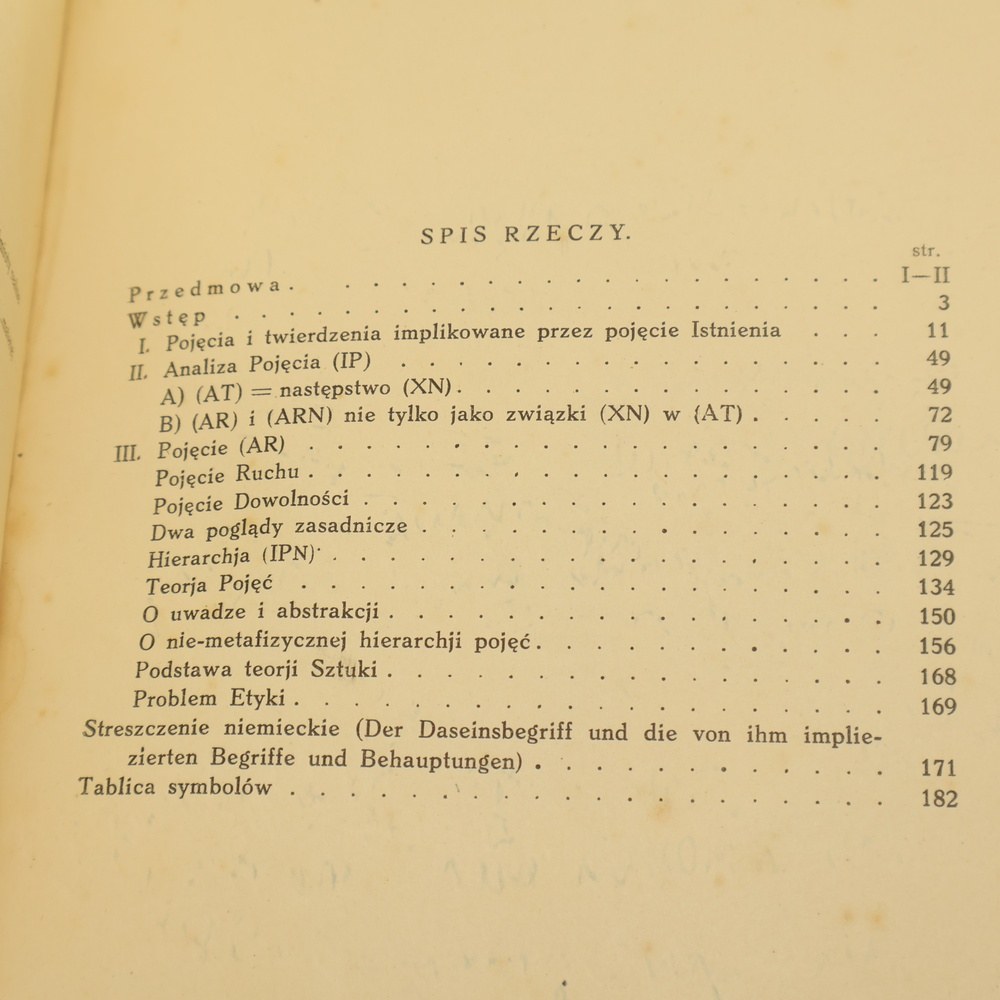 SPIS RZECZY.
str.
Przedmowa. . . . . . . . . . . . . . . . . . . . . I—II
Wstęp . . . . . . . . . . . . . . . . . . . . . . . . 3
I. Pojęcia i twierdzenia implikowane przez pojęcie Istnienia . . . 11
II. Analiza Pojęcia (IP) . . . . . . . . . . . . . . . . . . 49
A) (AT) = następstwo (XN). . . . . . . . . . . . . . . . 49
B) (AR) i (ARN) nie tylko jako związki (XN) w {AT) . . . . . 72
III. Pojęcie (AR) . . . . . . . . . . . . . . . . . . . . . 79
Pojęcie Ruchu . . . . . . . . . . . . . . . . . . . . . 119
Pojęcie Dowolności . . . . . . . . . . . . . . . . . . . 123
Dwa poglądy zasadnicze . . . . . . . . . . . . . . . . . 125
Hierarchja (IPN) . . . . . . . . . . . . . . . . . . . . 129
Teorja Pojęć . . . . . . . . . . . . . . . . . . . . . 134
O uwadze i abstrakcji . . . . . . . . . . . . . . . . . . 150
O nie-metafizycznej hierarchji pojęć. . . . . . . . . . . . . 156
Podstawa teorji Sztuki . . . . . . . . . . . . . . . . . . 168
Problem Etyki . . . . . . . . . . . . . . . . . . . . . 169
Streszczenie niemieckie (Der Daseinsbegriff und die von ihm implie-
zierten Begriffe und Behauptungen) . . . . . . . . . . . . . 171
Tablica symbolów . . . . . . . . . . . . . . . . . . . . 182